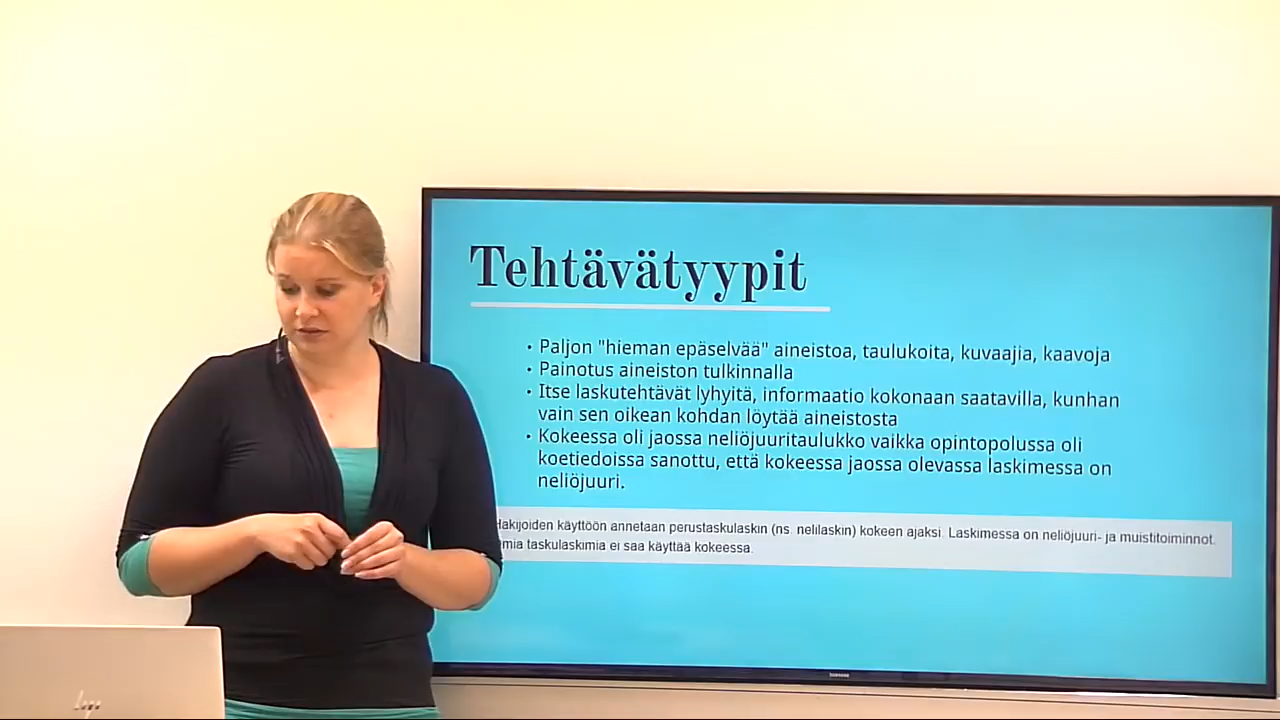 Tehtävätyypit
• Paljon "hieman epäselvää" aineistoa, taulukoita, kuvaajia, kaavoja
• Painotus aineiston tulkinnalla
• Itse laskutehtävät lyhyitä, informaatio kokonaan saatavilla, kunhan
vain sen oikean kohdan löytää aineistosta
• Kokeessa oli jaossa neliöjuuritaulukko vaikka opintopolussa oli
koetiedoissa sanottu, että kokeessa jaossa olevassa laskimessa on
neliöjuuri.
käyttöön annetaan perustaskulaskin (ns. nelilaskin) kokeen ajaksi. Laskimessa on neliöjuuri- ja muistitoiminnot.
taskulaskimia ei saa käyttää kokeessa.
SAMSUNG
hp